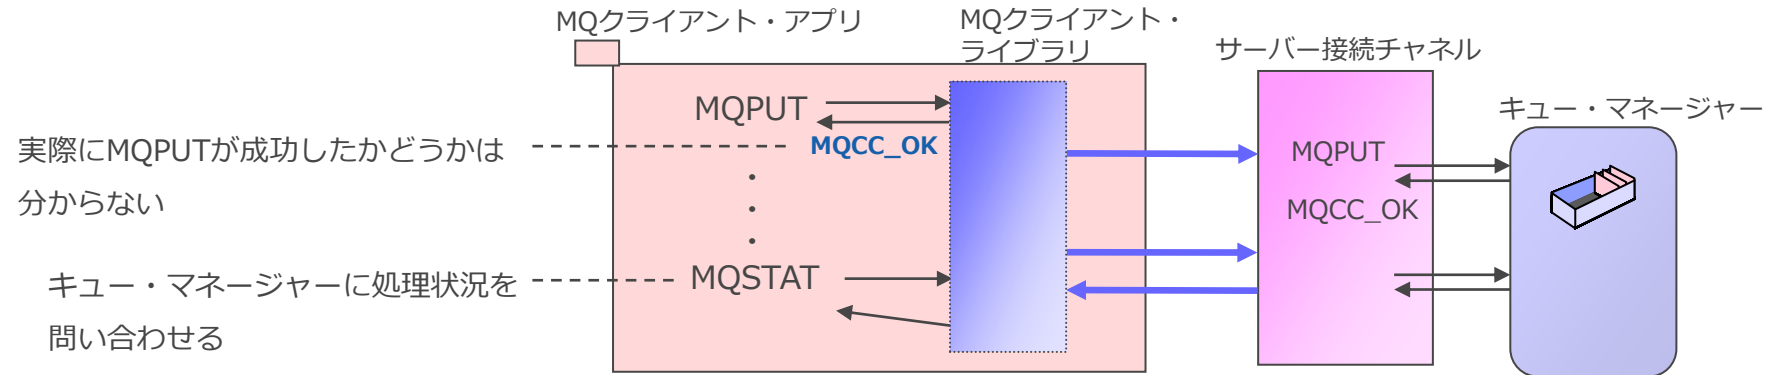 MQクライアント・アプリ
MQクライアント・
ライブラリ
サーバー接続チャネル
キュー・マネージャー
MQPUT
MQCC_OK
実際にMQPUTが成功したかどうかは
分からない
・
・
・
MQPUT
MQCC_OK
MQSTAT
キュー・マネージャーに処理状況を
問い合わせる